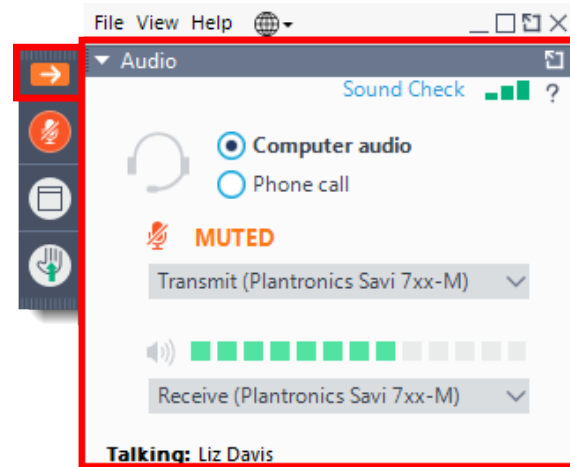 File View Help
Audio
Sound Check ?
Computer audio
Phone call
MUTED
Transmit (Plantronics Savi 7xx-M)
Receive (Plantronics Savi 7xx-M)
Talking: Liz Davis